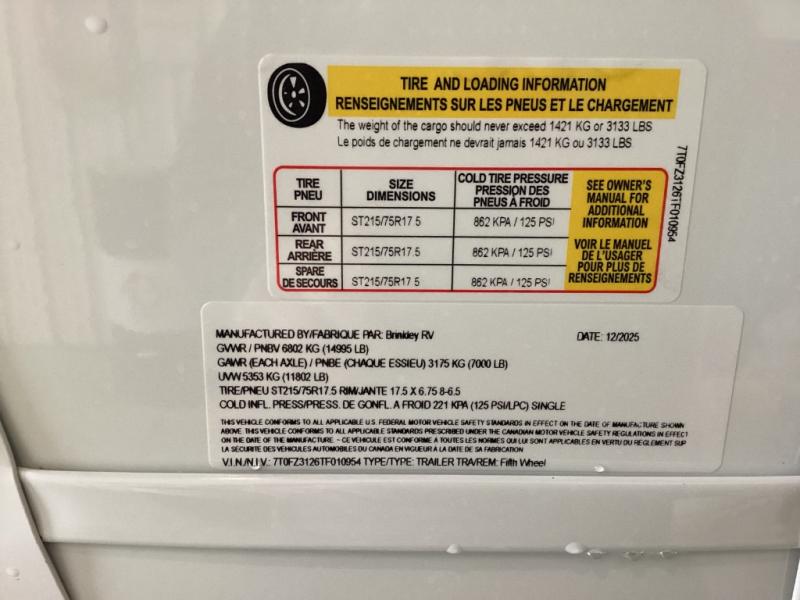 TIRE AND LOADING INFORMATION
RENSEIGNEMENTS SUR LES PNEUS ET LE CHARGEMENT
The weight of the cargo should never exceed 1421 KG or 3133 LBS
Le poids de chargement ne devrait jamais 1421 KG ou 3133 LBS
TIRE
PNEU
SIZE
DIMENSIONS
COLD TIRE PRESSURE
PRESSION DES
PNEUS À FROID
SEE OWNER'S
MANUAL FOR
ADDITIONAL
INFORMATION
VOIR LE MANUEL
DE L'USAGER
POUR PLUS DE
RENSEIGNEMENTS
FRONT
AVANT
ST215/75R17 5
862 KPA / 125 PSI
REAR
ARRIÈRE
ST215/75R17.5
862 KPA / 125 PSI
SPARE
DE SECOURS
ST215/75R17 5
862 KPA / 125 PSI
7T0FZ3126TF010954
MANUFACTURED BY/FABRIQUE PAR: Brinkley RV DATE: 12/2025
GVWR / PNBV 6802 KG (14995 LB)
GAWR (EACH AXLE) / PNBE (CHAQUE ESSIEU) 3175 KG (7000 LB)
UVW 5353 KG (11802 LB)
TIRE/PNEU ST215/75R17.5 RIM/JANTE 17.5 X 6.75 8-6.5
COLD INFL. PRESS/PRESS. DE GONFL. A FROID 221 KPA (125 PSI/LPC) SINGLE
THIS VEHICLE CONFORMS TO ALL APPLICABLE U.S. FEDERAL MOTOR VEHICLE SAFETY STANDARDS IN EFFECT ON THE DATE OF MANUFACTURE SHOWN
ABOVE. THIS VEHICLE CONFORMS TO ALL APPLICABLE STANDARDS PRESCRIBED UNDER THE CANADIAN MOTOR VEHICLE SAFETY REGULATIONS IN EFFECT
ON THE DATE OF THE MANUFACTURE. - CE VEHICULE EST CONFORME A TOUTES LES NORMES QUI LUI SONT APPLICABLES EN VERTU DU REGLEMENT SUR
LA SECURITE DES VEHICULES AUTOMOBILES DU CANADA EN VIGUEUR A LA DATE DE SA FABRICATION
V.I.N./N.I.V.: 7T0FZ3126TF010954 TYPE/TYPE: TRAILER TRA/REM: Fifth Wheel